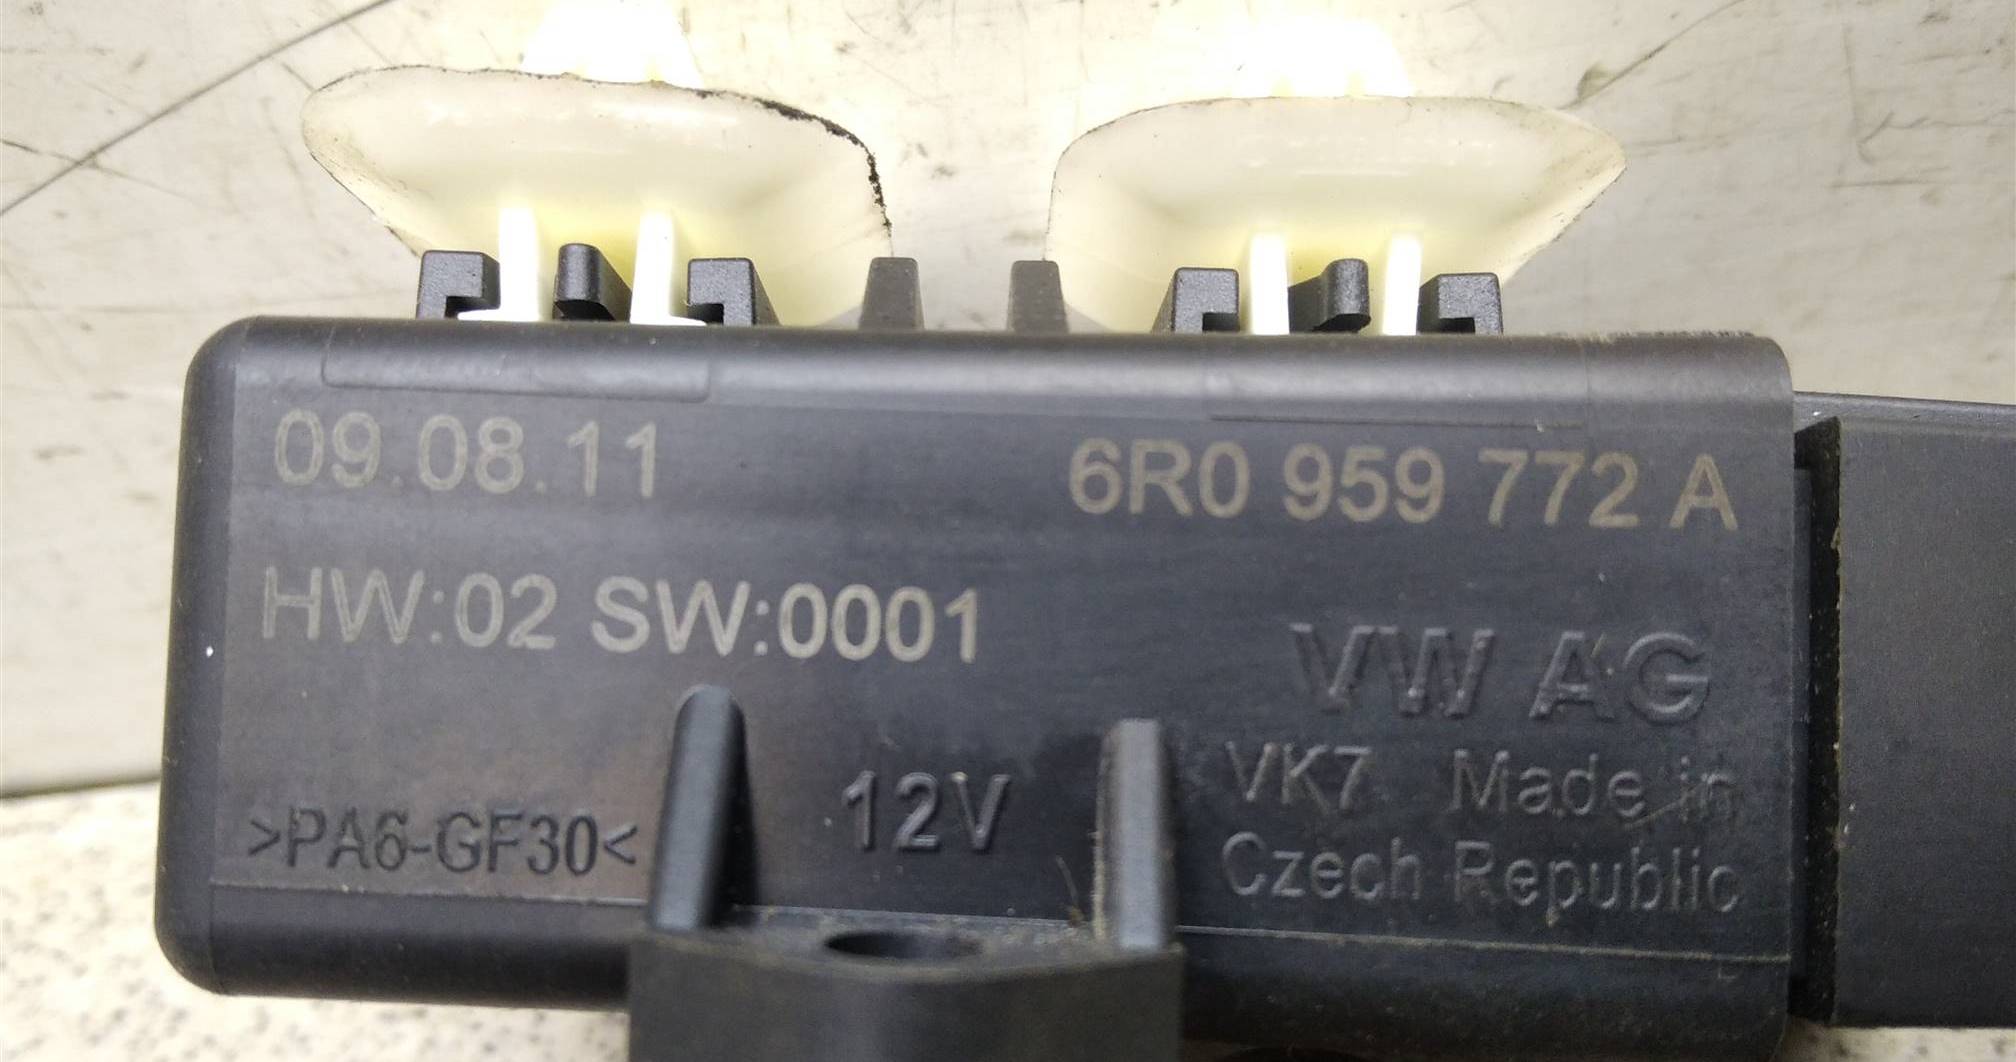 09.08.11
6R0 959 772 A
HW:02 SW:0001
VW AG
VK7 Made in
Czech Republic
12V
>PA6-GF30<